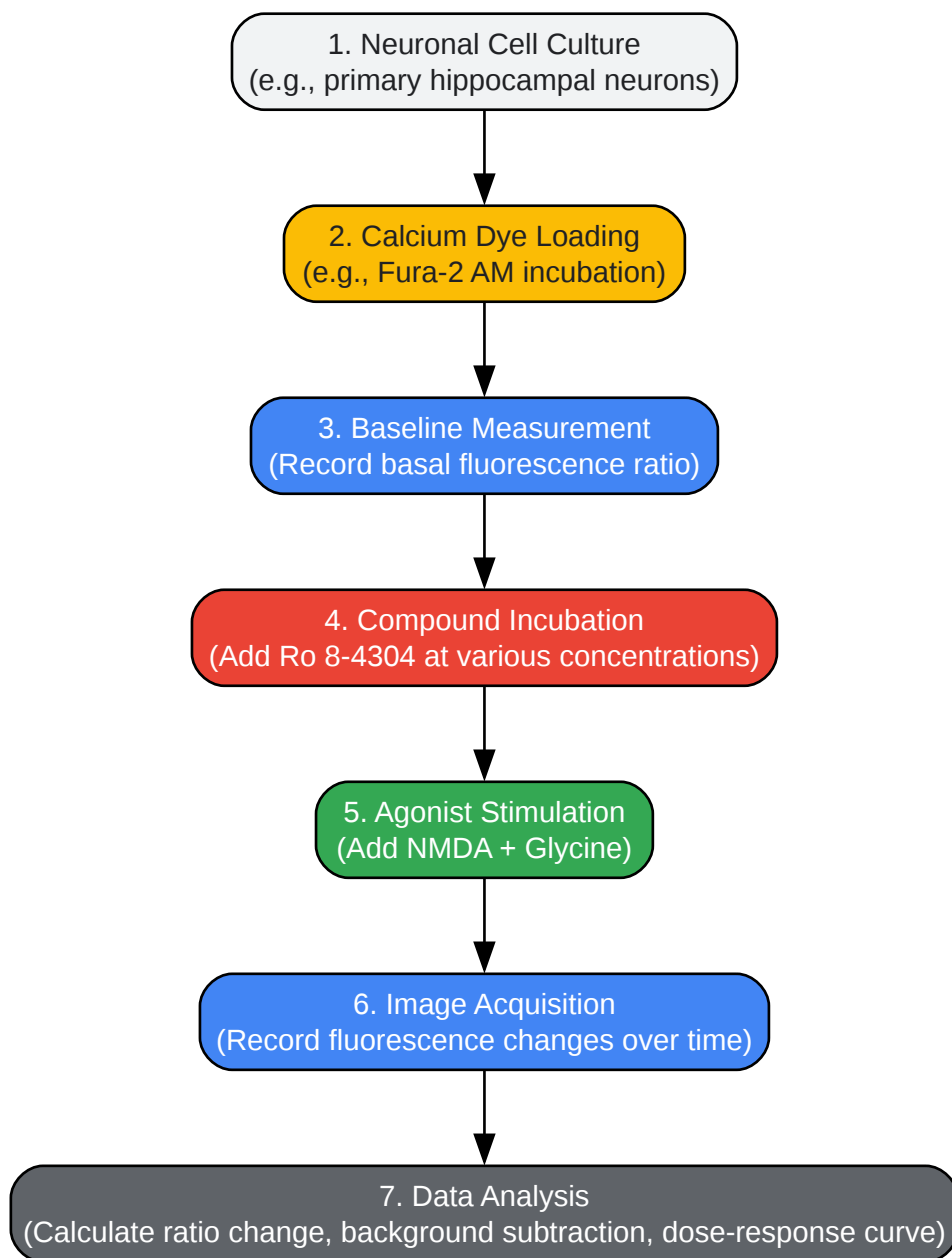 1. Neuronal Cell Culture
(e.g., primary hippocampal neurons)
2. Calcium Dye Loading
(e.g., Fura-2 AM incubation)
3. Baseline Measurement
(Record basal fluorescence ratio)
4. Compound Incubation
(Add Ro 8-4304 at various concentrations)
5. Agonist Stimulation
(Add NMDA + Glycine)
6. Image Acquisition
(Record fluorescence changes over time)
7. Data Analysis
(Calculate ratio change, background subtraction, dose-response curve)